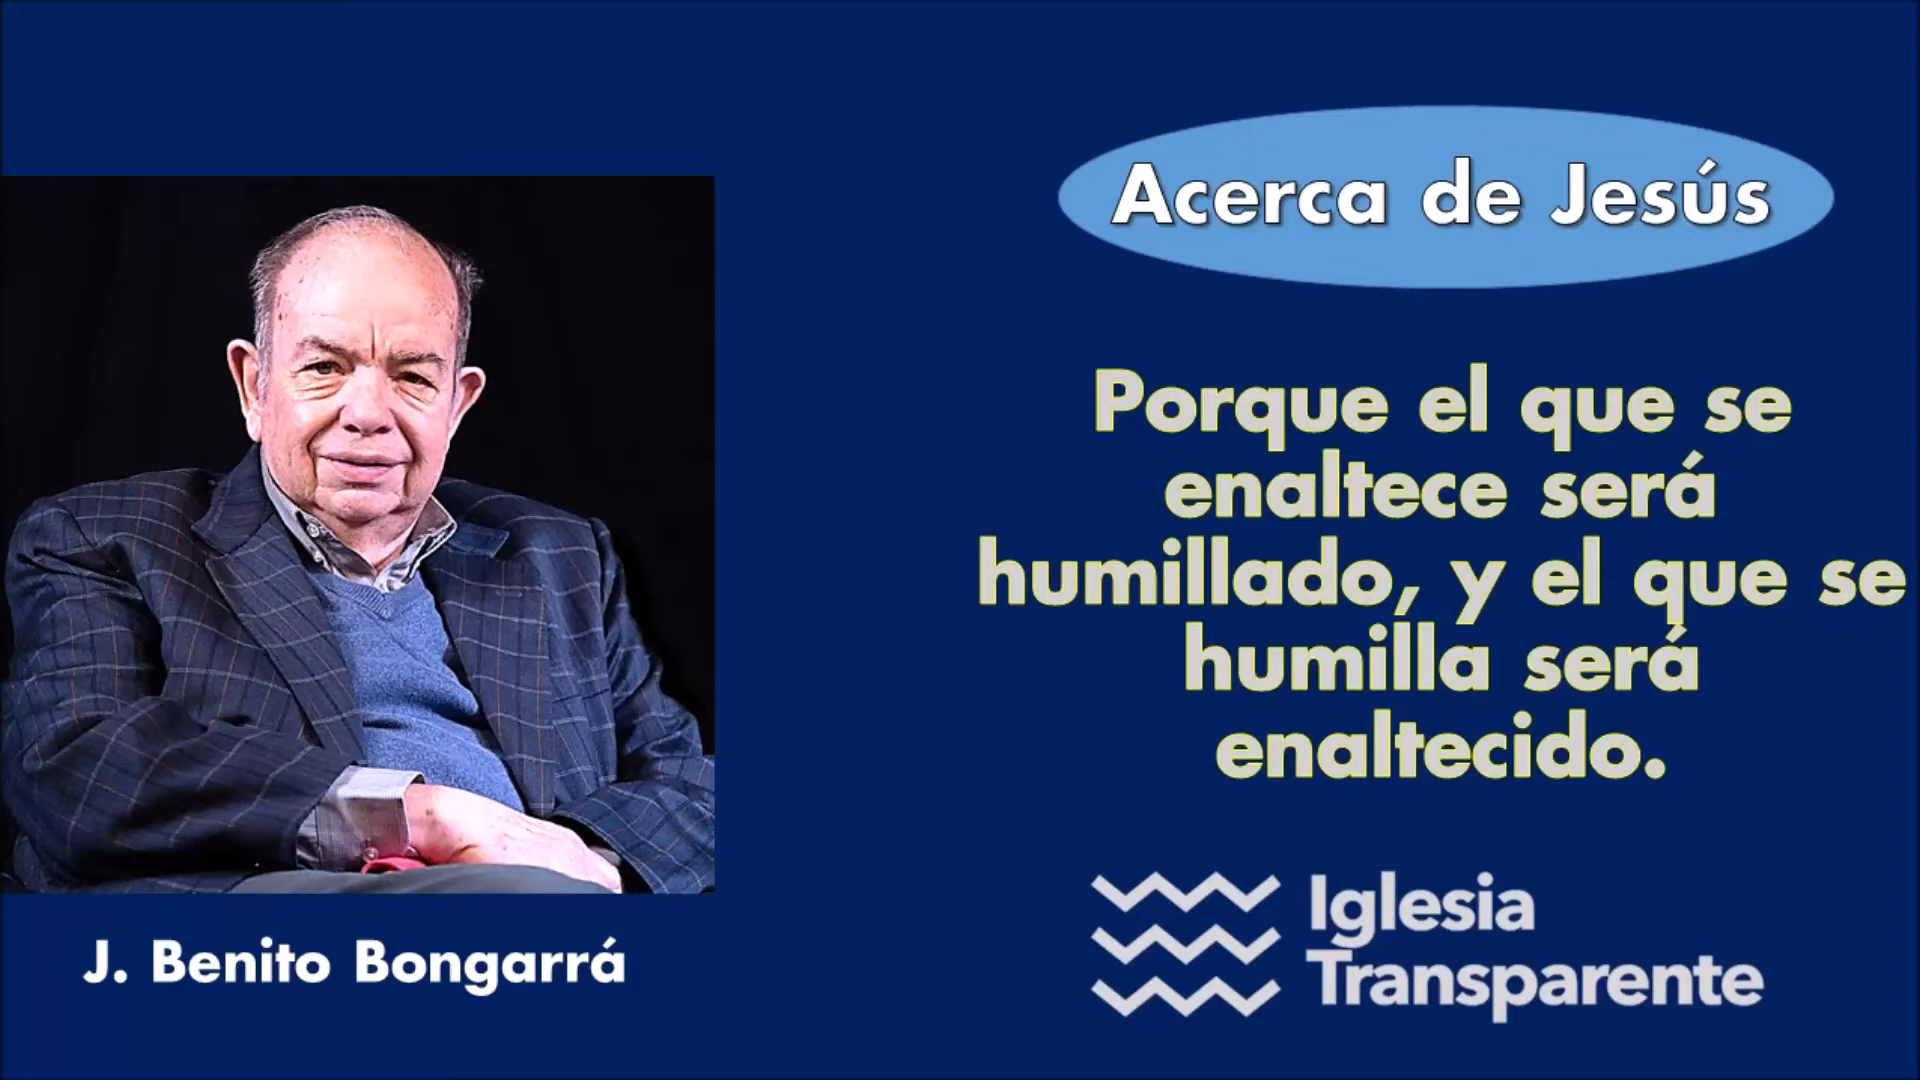 Acerca de Jesús
Porque el que se
enaltece será
humillado, y el que se
humilla será
enaltecido.
Iglesia
Transparente
J. Benito Bongarrá